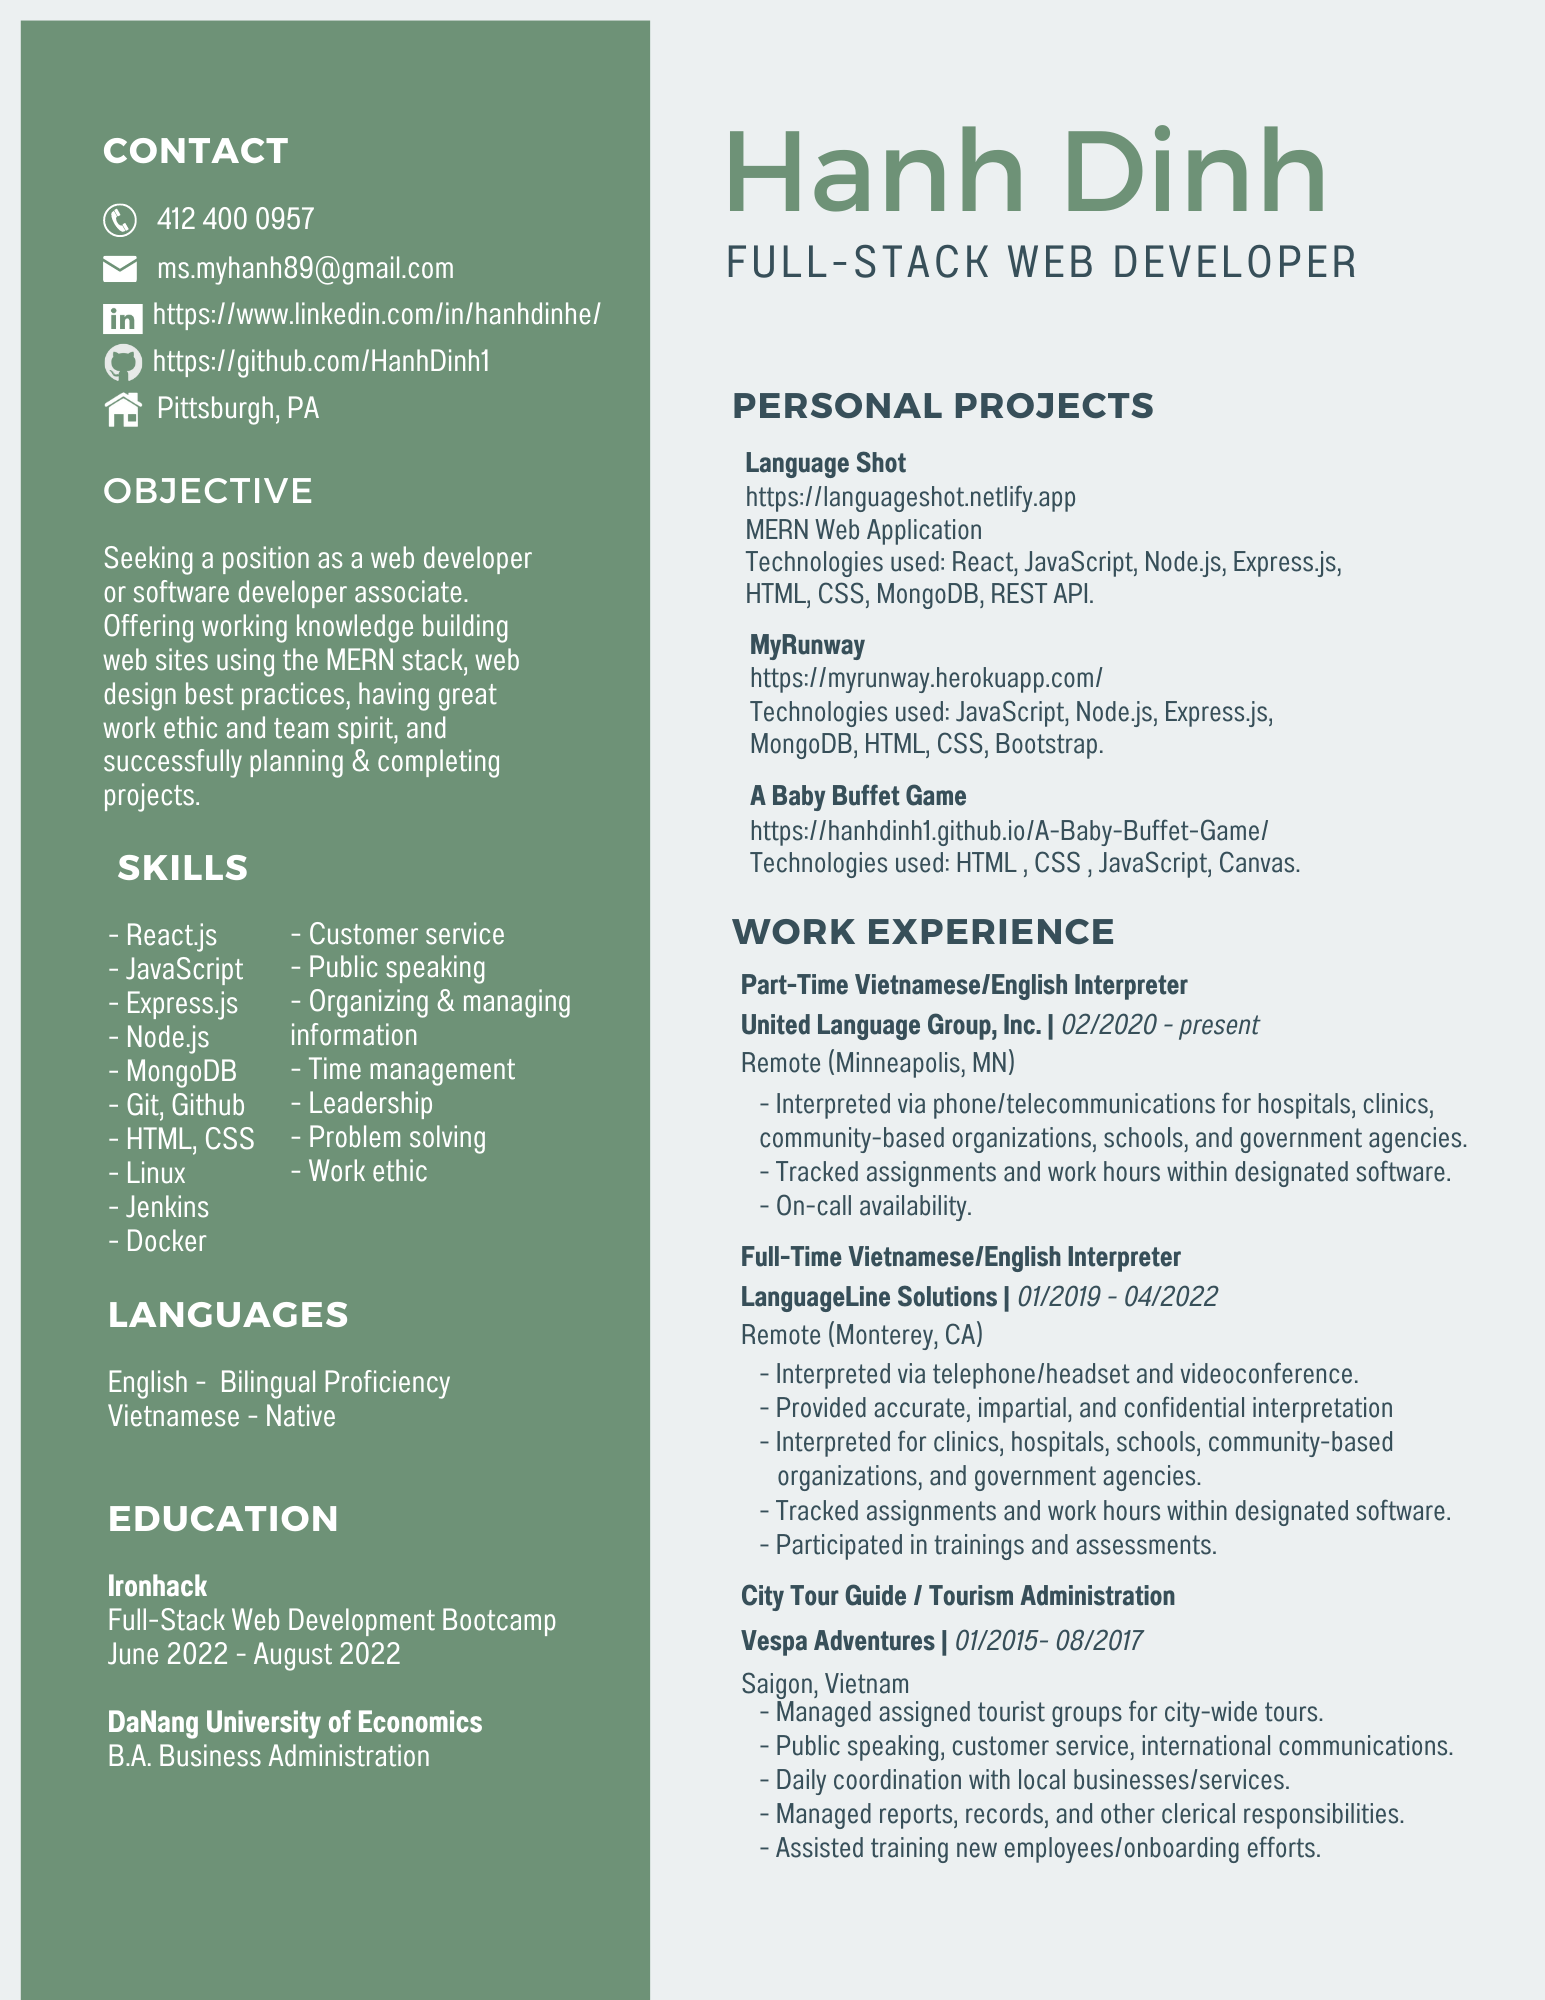 CONTACT
412 400 0957
ms.myhanh89@gmail.com
https://www.linkedin.com/in/hanhdinhe/
https://github.com/HanhDinh1
Pittsburgh, PA
OBJECTIVE
Seeking a position as a web developer
or software developer associate.
Offering working knowledge building
web sites using the MERN stack, web
design best practices, having great
work ethic and team spirit, and
successfully planning & completing
projects.
SKILLS
- React.js
- JavaScript
- Express.js
- Node.js
- MongoDB
- Git, Github
- HTML, CSS
- Linux
- Jenkins
- Docker
- Customer service
- Public speaking
- Organizing & managing
information
- Time management
- Leadership
- Problem solving
- Work ethic
LANGUAGES
English -  Bilingual Proficiency
Vietnamese - Native
EDUCATION
Ironhack
Full-Stack Web Development Bootcamp
June 2022 - August 2022
DaNang University of Economics
B.A. Business Administration
Hanh Dinh
FULL-STACK WEB DEVELOPER
PERSONAL PROJECTS
Language Shot
https://languageshot.netlify.app
MERN Web Application
Technologies used: React, JavaScript, Node.js, Express.js,
HTML, CSS, MongoDB, REST API.
MyRunway
https://myrunway.herokuapp.com/
Technologies used: JavaScript, Node.js, Express.js,
MongoDB, HTML, CSS, Bootstrap.
A Baby Buffet Game
https://hanhdinh1.github.io/A-Baby-Buffet-Game/
Technologies used: HTML , CSS , JavaScript, Canvas.
WORK EXPERIENCE
Part-Time Vietnamese/English Interpreter
United Language Group, Inc. | 02/2020 - present
Remote (Minneapolis, MN)
- Interpreted via phone/telecommunications for hospitals, clinics,
community-based organizations, schools, and government agencies.
- Tracked assignments and work hours within designated software.
- On-call availability.
Full-Time Vietnamese/English Interpreter
LanguageLine Solutions | 01/2019 - 04/2022
Remote (Monterey, CA)
- Interpreted via telephone/headset and videoconference.
- Provided accurate, impartial, and confidential interpretation
- Interpreted for clinics, hospitals, schools, community-based
organizations, and government agencies.
- Tracked assignments and work hours within designated software.
- Participated in trainings and assessments.
City Tour Guide / Tourism Administration
Vespa Adventures | 01/2015- 08/2017
Saigon, Vietnam
- Managed assigned tourist groups for city-wide tours.
- Public speaking, customer service, international communications.
- Daily coordination with local businesses/services.
- Managed reports, records, and other clerical responsibilities.
- Assisted training new employees/onboarding efforts.